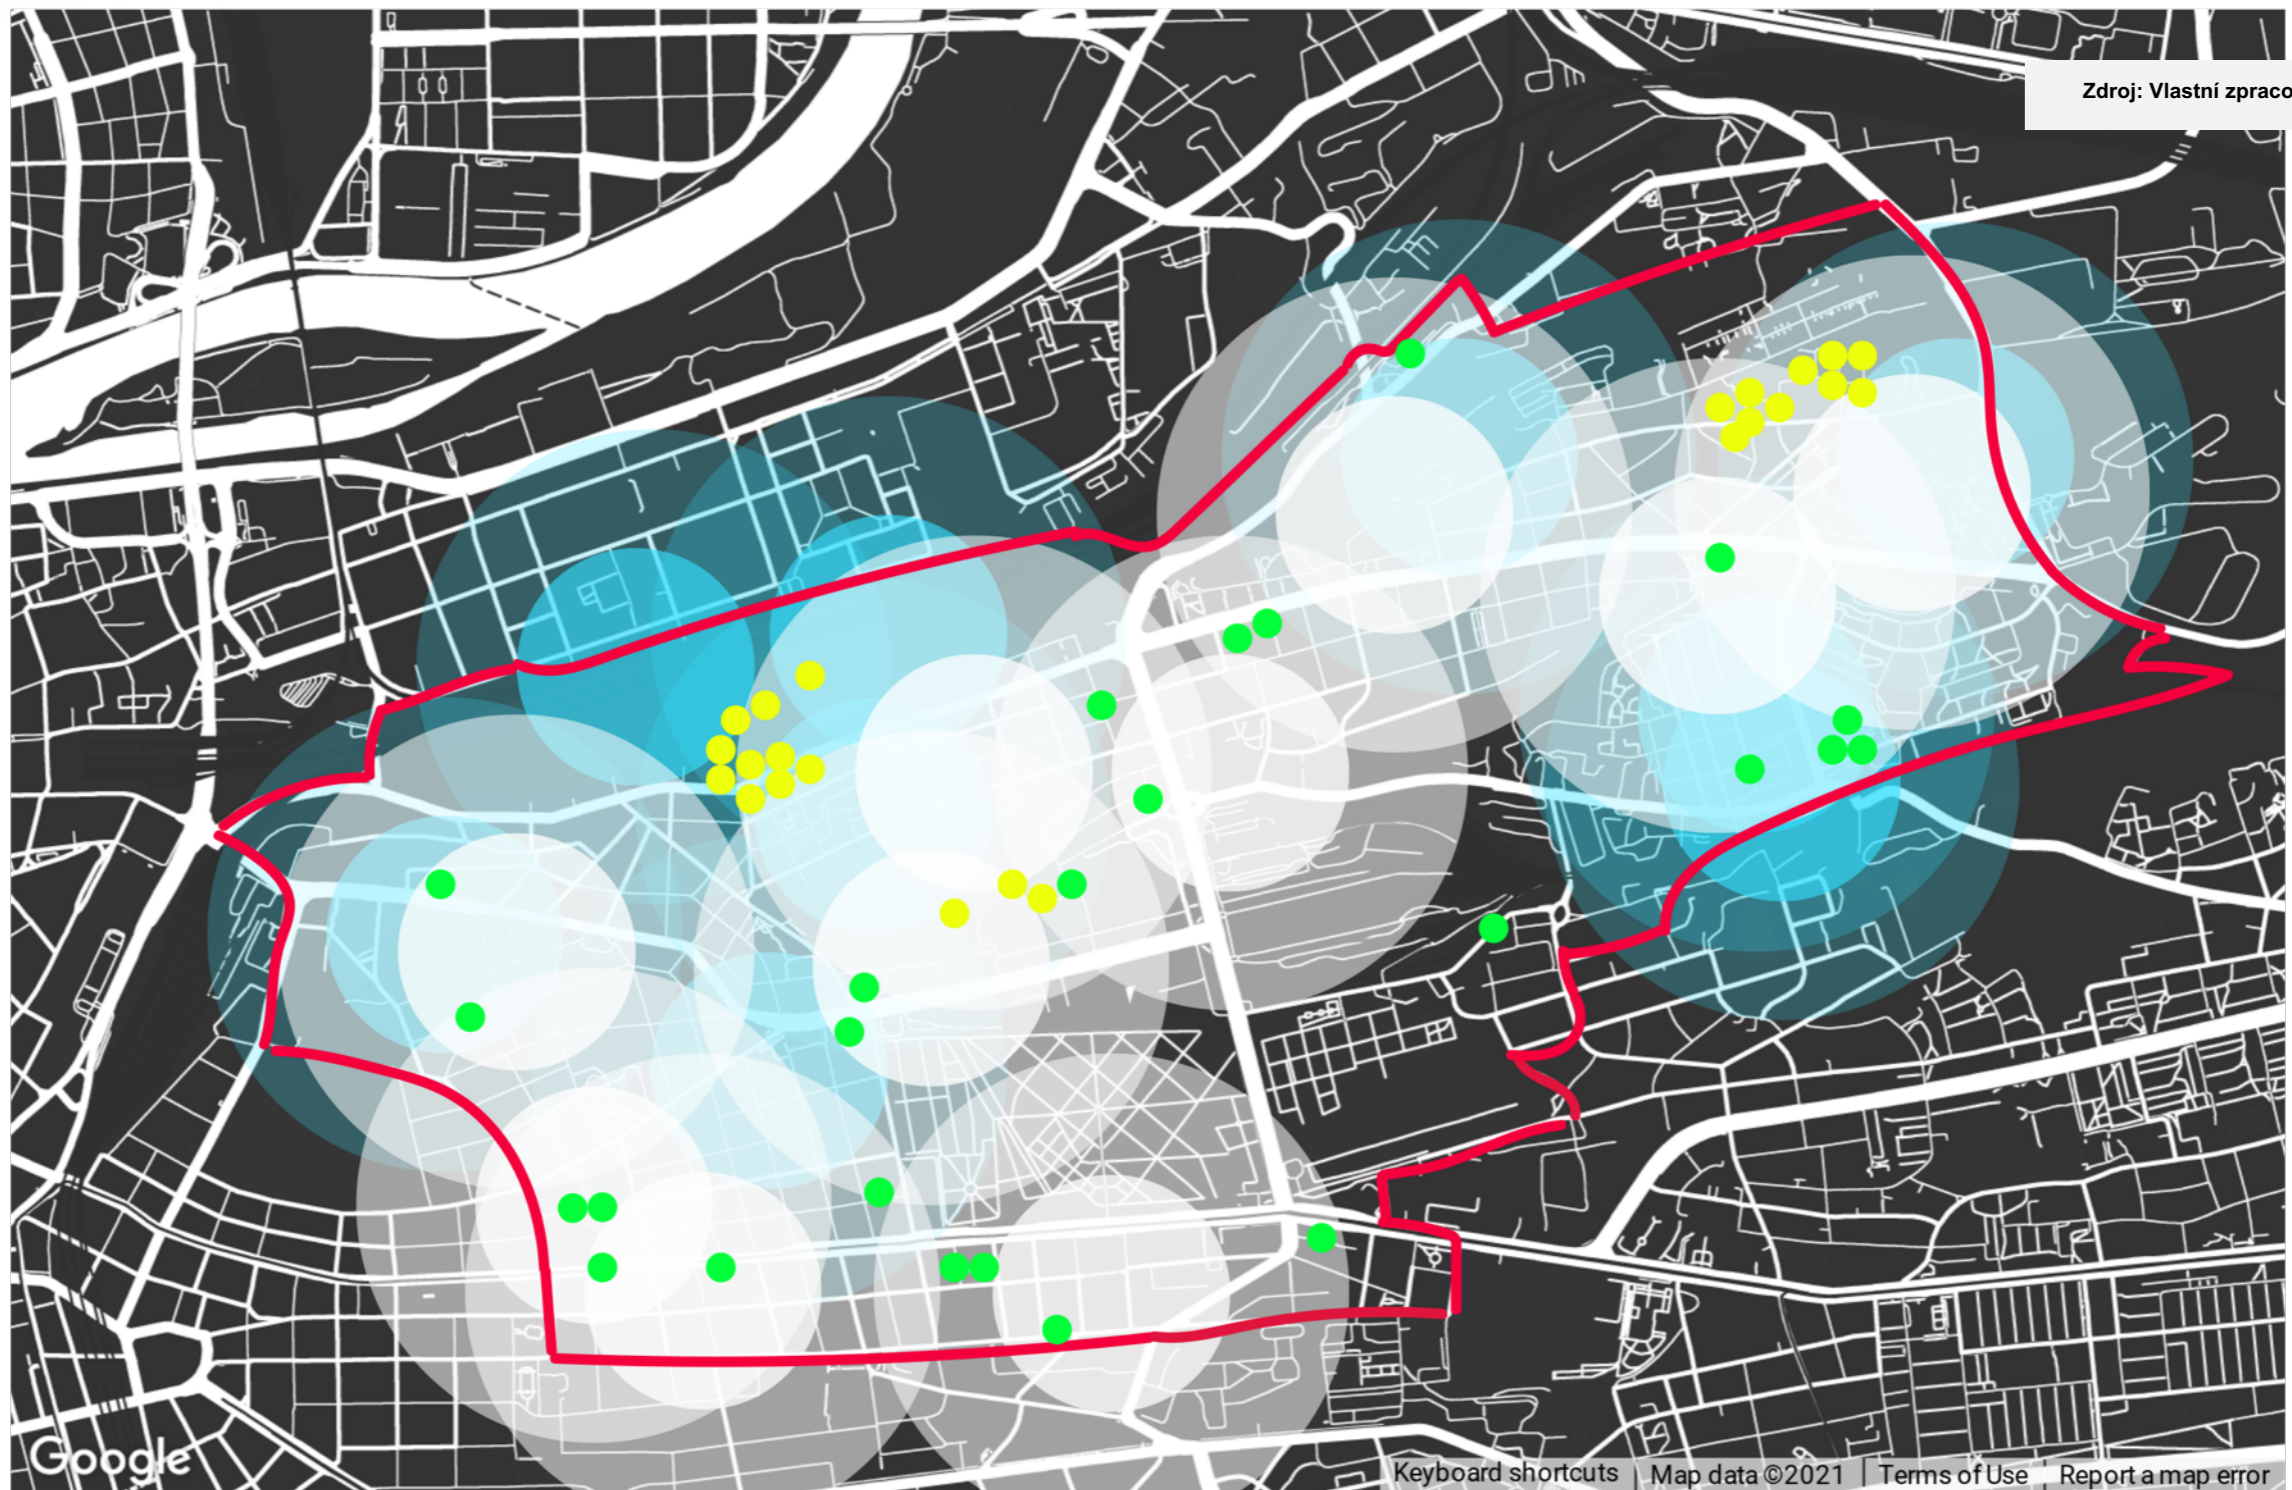 Zdroj: Vlastní zpraco
Google
Keyboard shortcuts
Map data ©2021
Terms of Use
Report a map error